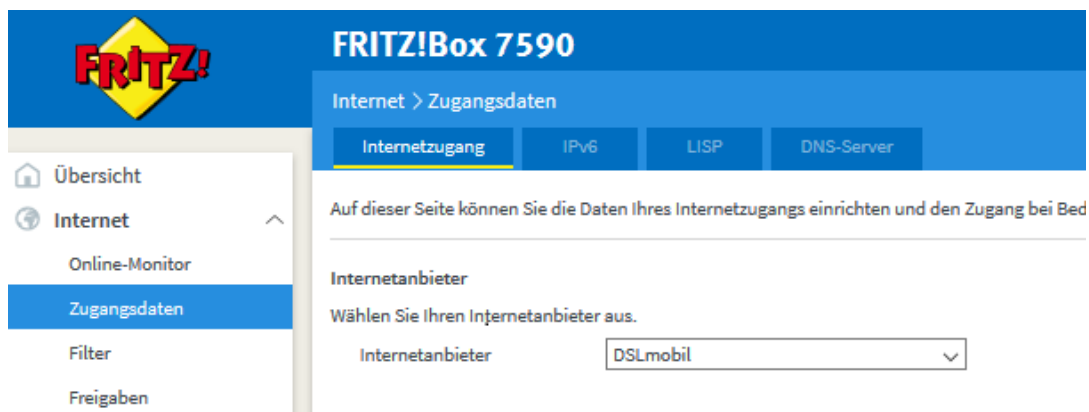 FRITZ!
FRITZ!Box 7590
Internet > Zugangsdaten
Internetzugang IPv6 LISP DNS-Server
Übersicht
Internet
Online-Monitor
Zugangsdaten
Filter
Freigaben
Auf dieser Seite können Sie die Daten Ihres Internetzugangs einrichten und den Zugang bei Bed
Internetanbieter
Wählen Sie Ihren Internetanbieter aus.
Internetanbieter DSLmobil